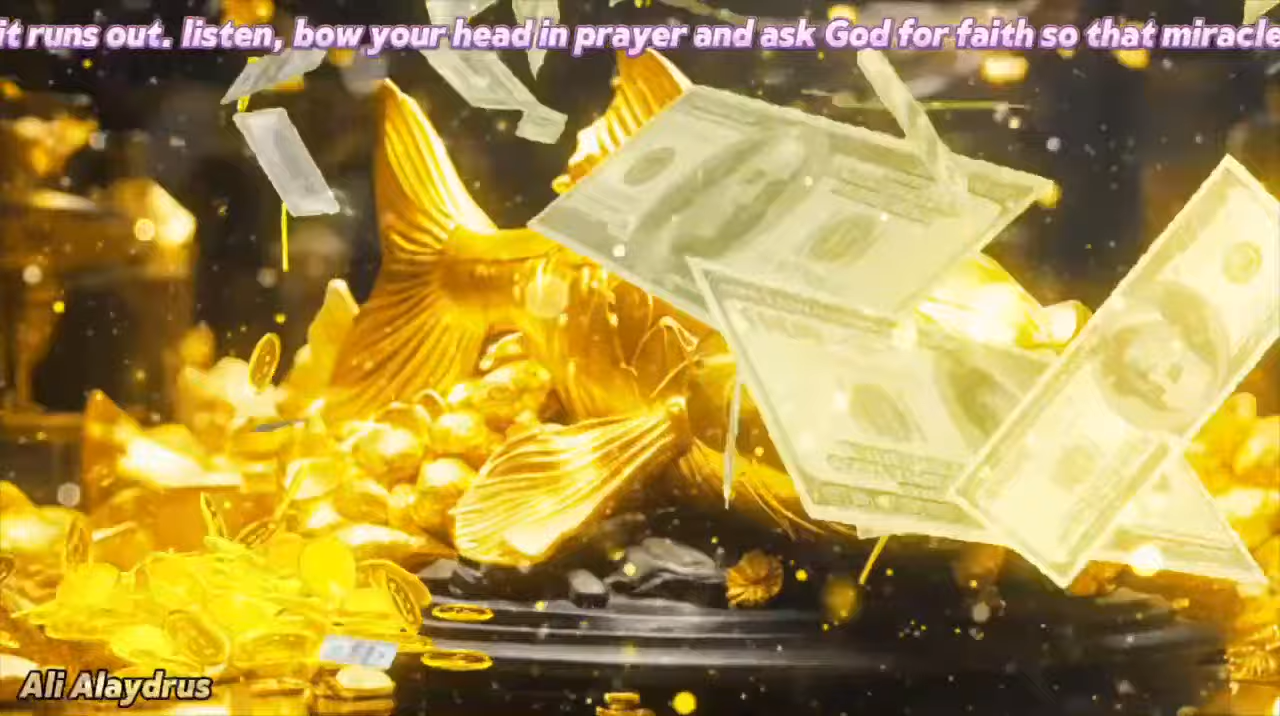 it runs out. listen, bow your head in prayer and ask God for faith so that miracle
Ali Alaydrus